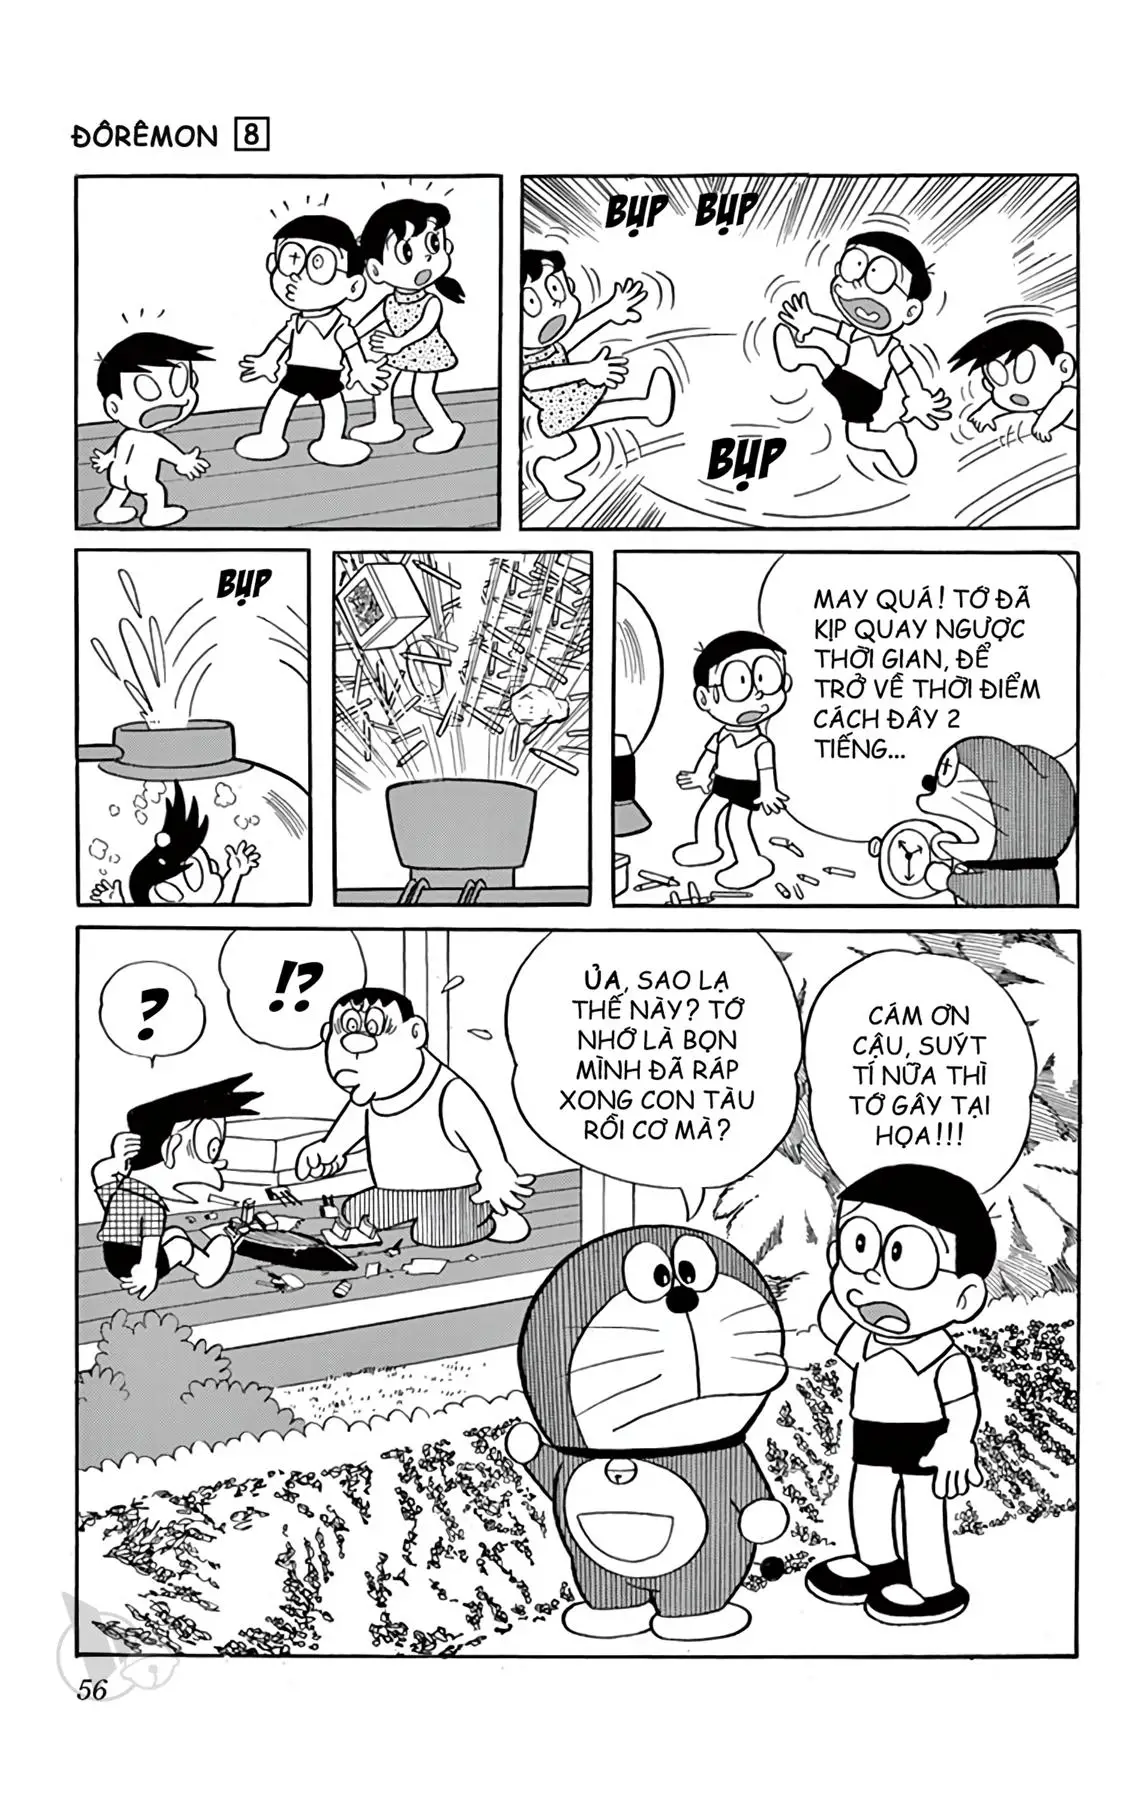 ĐÔRÊMON 8
BỤP BỤP
BỤP
BỤP
MAY QUÁ! TỚ ĐÃ
KỊP QUAY NGƯỢC
THỜI GIAN, ĐỂ
TRỞ VỀ THỜI ĐIỂM
CÁCH ĐÂY 2
TIẾNG...
?
!?
ỦA, SAO LẠ
THẾ NÀY? TỚ
NHỚ LÀ BỌN
MÌNH ĐÃ RÁP
XONG CON TÀU
RỒI CƠ MÀ?
CÁM ƠN
CẬU, SUÝT
TÍ NỮA THÌ
TỚ GÂY TẠI
HỌA!!!
56